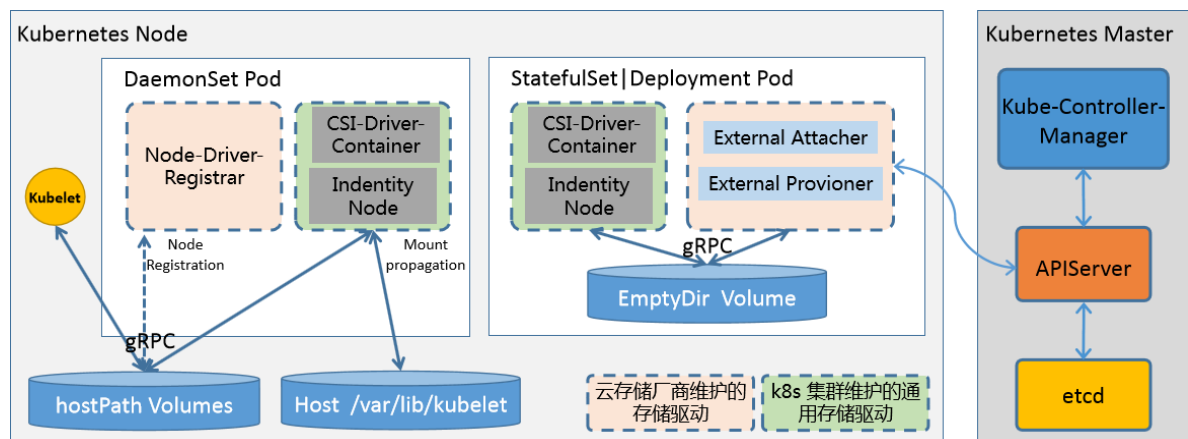 Kubernetes Node
DaemonSet Pod
Node-Driver-
Registrar
CSI-Driver-
Container
Indentity
Node
Kubelet
Node
Registration
Mount
propagation
gRPC
hostPath Volumes
Host /var/lib/kubelet
StatefulSet|Deployment Pod
CSI-Driver-
Container
Indentity
Node
External Attacher
External Provioner
gRPC
EmptyDir Volume
云存储厂商维护的
存储驱动
k8s 集群维护的通
用存储驱动
Kubernetes Master
Kube-Controller-
Manager
APIServer
etcd